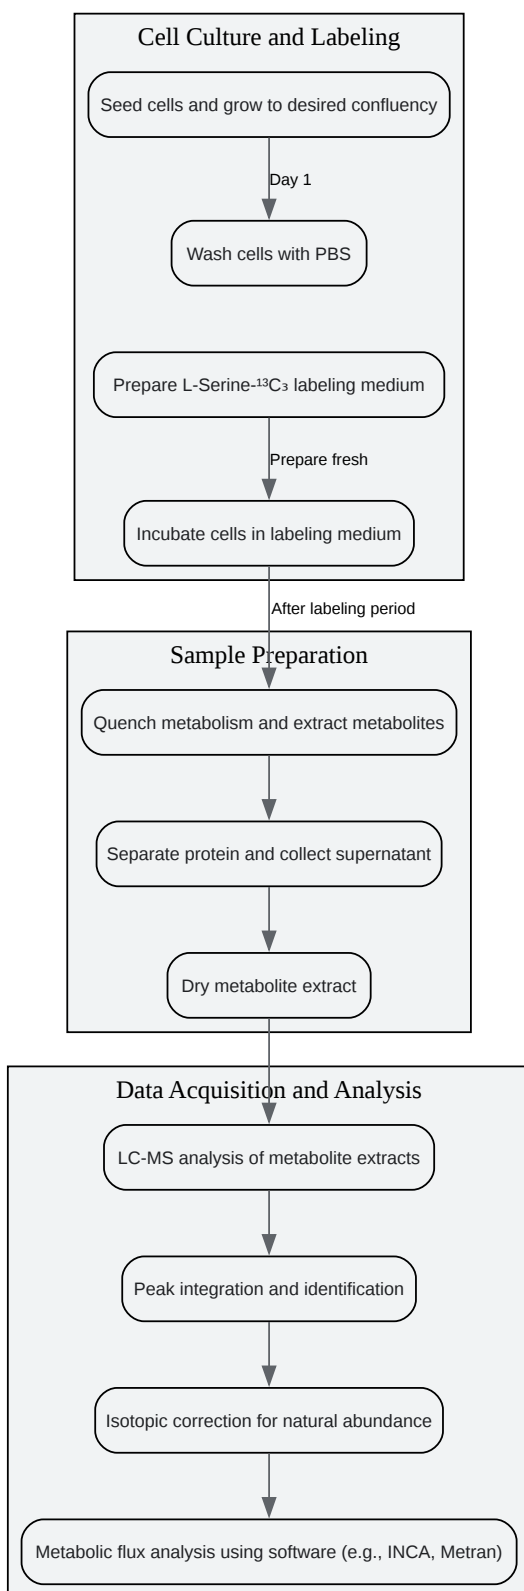 Cell Culture and Labeling
Seed cells and grow to desired confluency
Day 1
Wash cells with PBS
Prepare L-Serine-¹³C₃ labeling medium
Prepare fresh
Incubate cells in labeling medium
After labeling period
Sample Preparation
Quench metabolism and extract metabolites
Separate protein and collect supernatant
Dry metabolite extract
Data Acquisition and Analysis
LC-MS analysis of metabolite extracts
Peak integration and identification
Isotopic correction for natural abundance
Metabolic flux analysis using software (e.g., INCA, Metran)